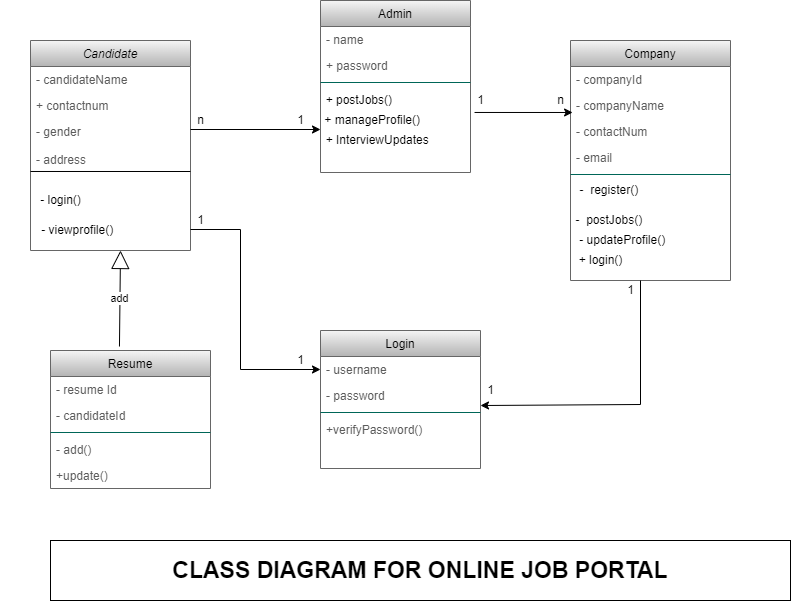 Admin
- name
+ password
+ postJobs()
+ manageProfile()
+ InterviewUpdates
Candidate
- candidateName
+ contactnum
- gender
- address
- login()
- viewprofile()
Company
- companyId
- companyName
- contactNum
- email
- register()
- postJobs()
- updateProfile()
+ login()
n
1
1
n
1
1
1
1
add
Resume
- resume Id
- candidateId
- add()
+update()
Login
- username
- password
+verifyPassword()
CLASS DIAGRAM FOR ONLINE JOB PORTAL